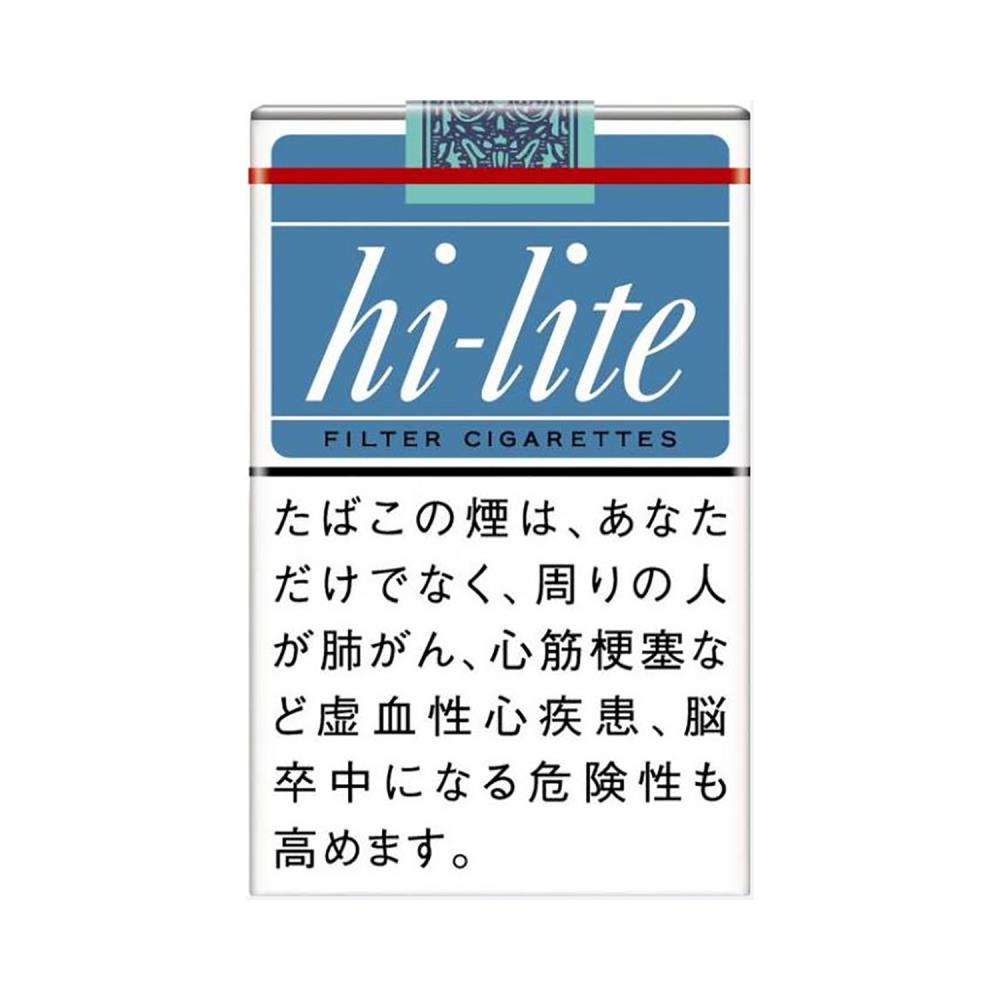 hi-lite
FILTER CIGARETTES
たばこの煙は、あなた
だけでなく、周りの人
が肺がん、心筋梗塞な
ど虚血性心疾患、脳
卒中になる危険性も
高めます。